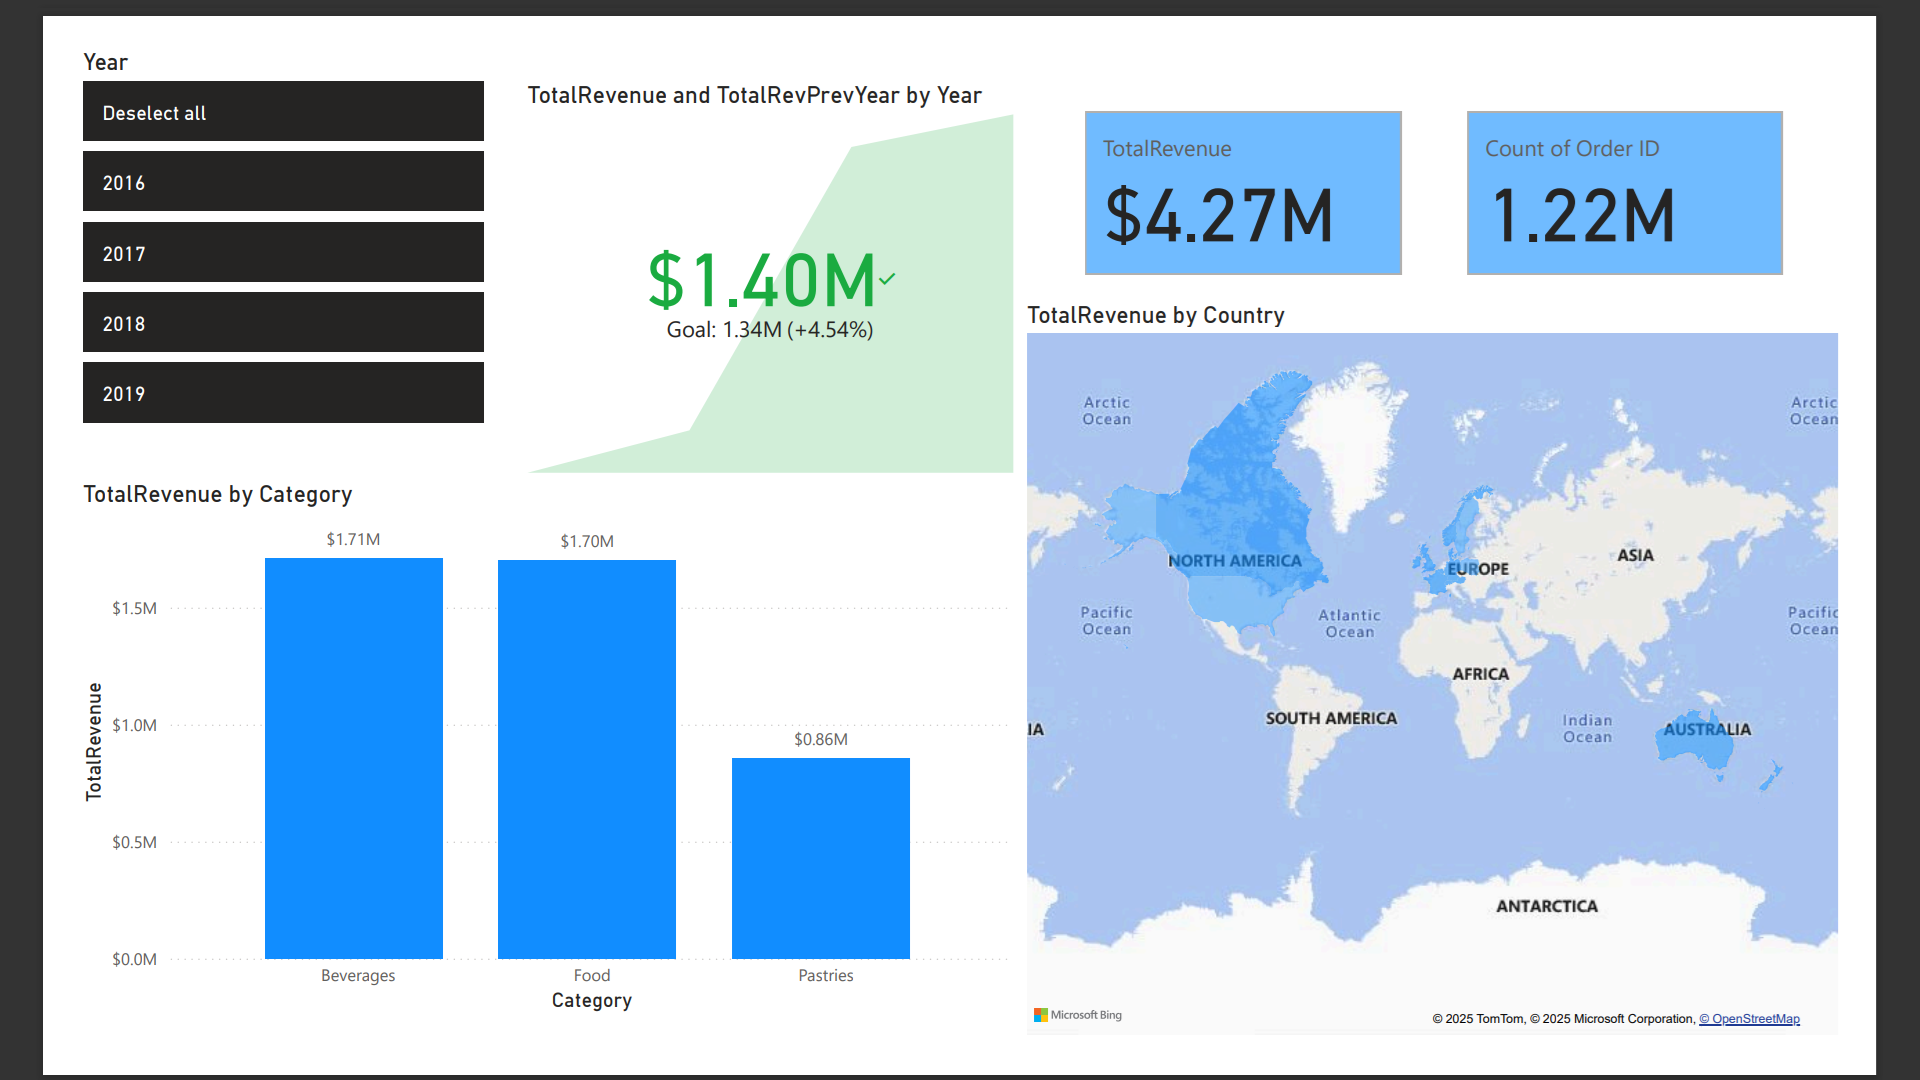 Year
Deselect all
2016
2017
2018
2019
TotalRevenue and TotalRevPrevYear by Year
$1.40M
Goal: 1.34M (+4.54%)
TotalRevenue
$4.27M
Count of Order ID
1.22M
TotalRevenue by Category
TotalRevenue
$1.5M
$1.0M
$0.5M
$0.0M
$1.71M
$1.70M
$0.86M
Beverages
Food
Pastries
Category
TotalRevenue by Country
Arctic
Ocean
Arctic
Ocean
NORTH AMERICA
EUROPE
ASIA
Pacific
Ocean
Atlantic
Ocean
Pacific
Ocean
AFRICA
SOUTH AMERICA
Indian
Ocean
AUSTRALIA
IA
ANTARCTICA
Microsoft Bing
© 2025 TomTom, © 2025 Microsoft Corporation, © OpenStreetMap